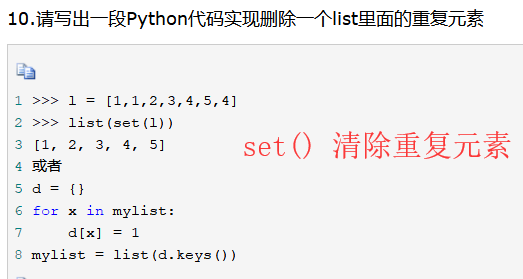 10.请写出一段Python代码实现删除一个list里面的重复元素
1 >>> l = [1,1,2,3,4,5,4]
2 >>> list(set(l))
3 [1, 2, 3, 4, 5]
set() 清除重复元素
4 或者
5 d = {}
6 for x in mylist:
7     d[x] = 1
8 mylist = list(d.keys())